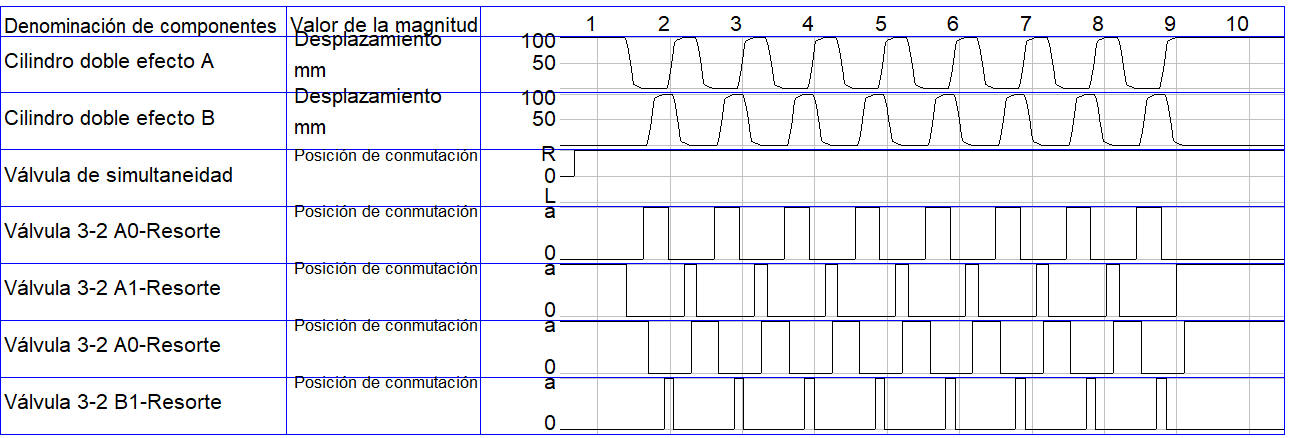 Denominación de componentes Valor de la magnitud 1 2 3 4 5 6 7 8 9 10
Cilindro doble efecto A Desplazamiento mm 100 50
Cilindro doble efecto B Desplazamiento mm 100 50
Válvula de simultaneidad Posición de conmutación R 0 L
Válvula 3-2 A0-Resorte Posición de conmutación a 0
Válvula 3-2 A1-Resorte Posición de conmutación a 0
Válvula 3-2 A0-Resorte Posición de conmutación a 0
Válvula 3-2 B1-Resorte Posición de conmutación a 0